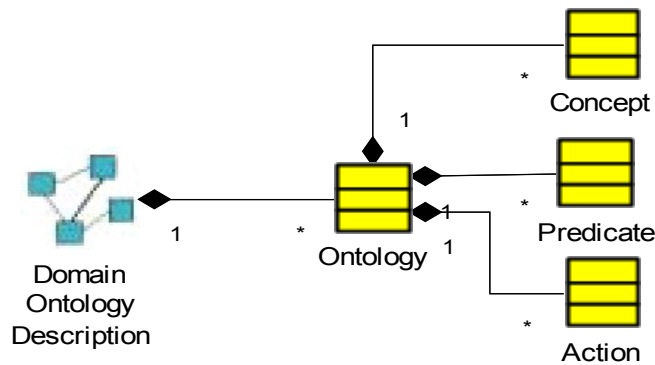 *
Concept
1
*
Predicate
1
1
*
Ontology
1
*
Domain
Ontology
Description
*
Action